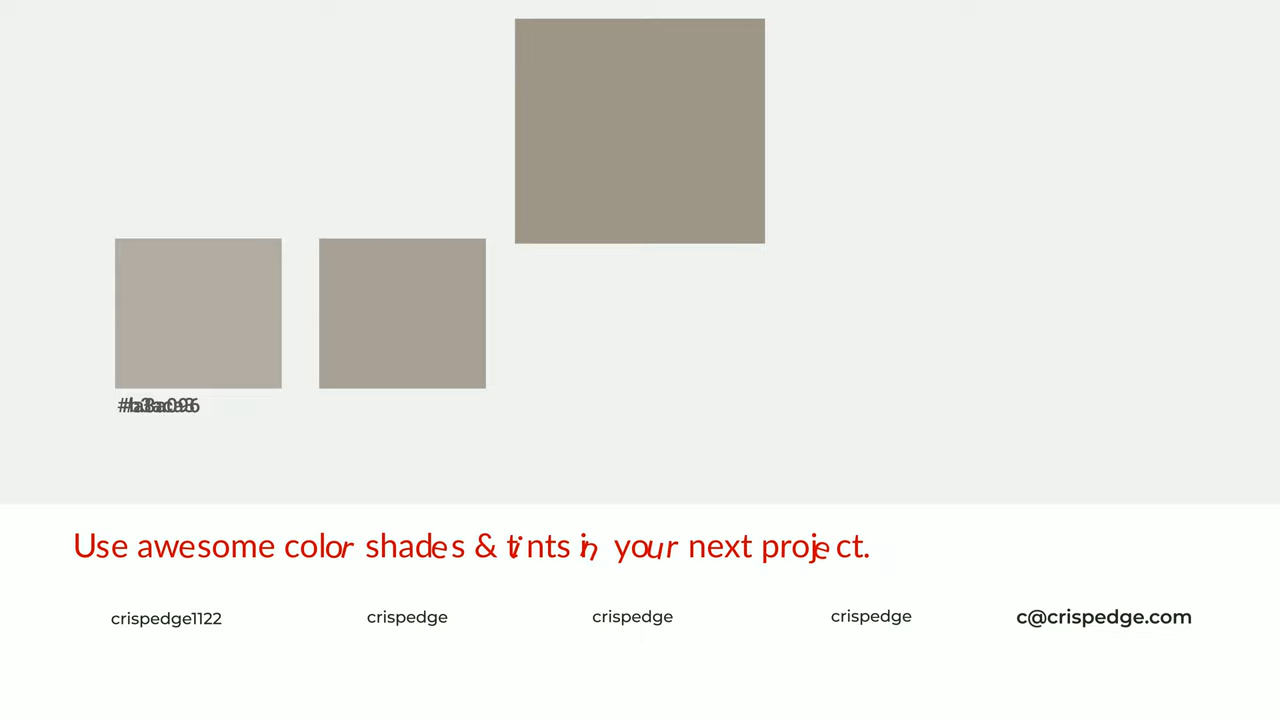 Use awesome color shades & tints in your next project.
crispedge1122 crispedge crispedge crispedge c@crispedge.com